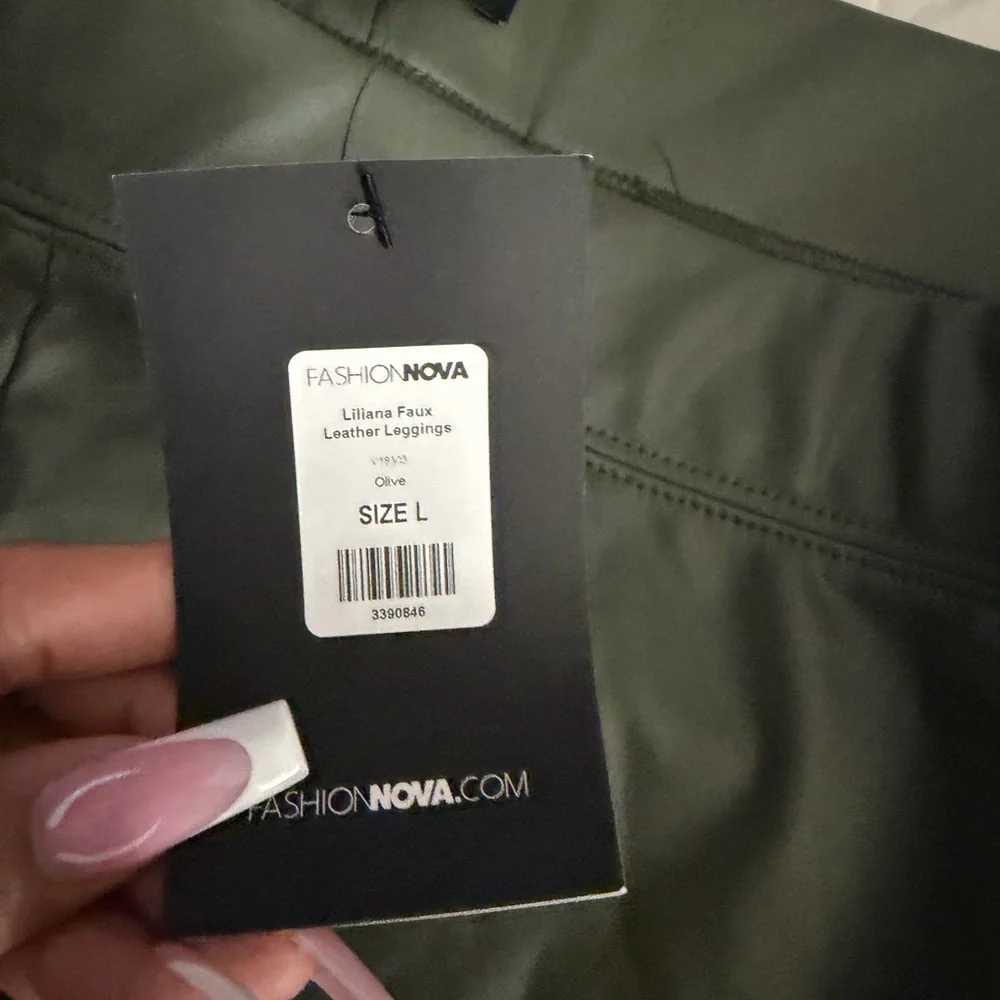 FASHIONNOVA
Liliana Faux
Leather Leggings
Olive
SIZE L
3390846
FASHIONNOVA.COM